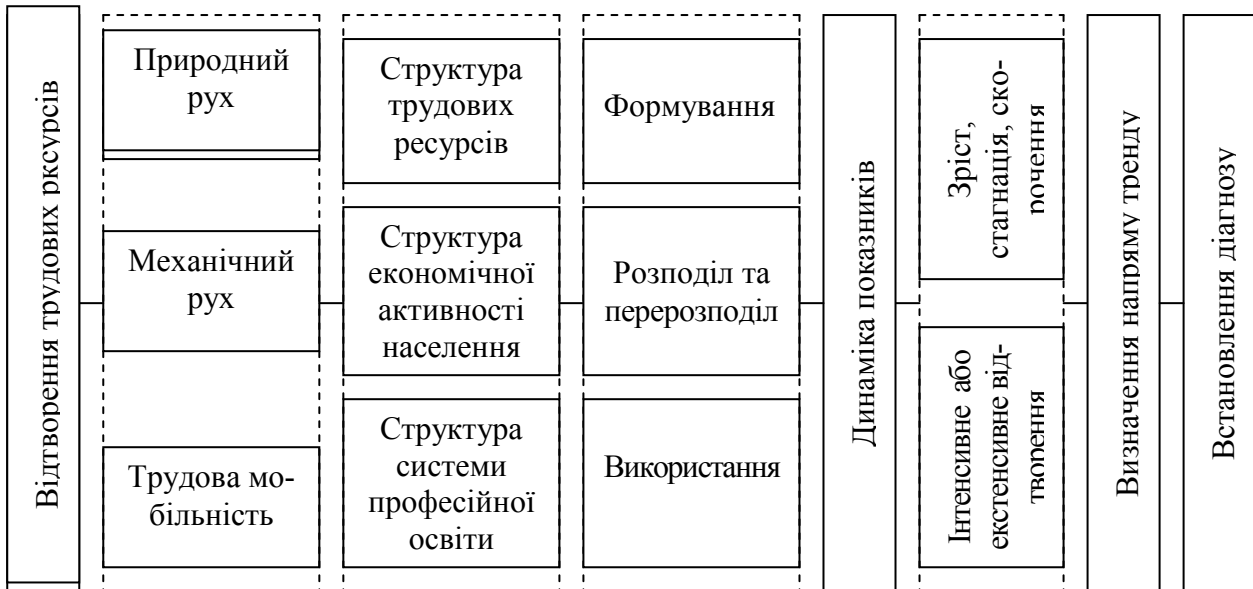 Відтворення трудових рксурсів
Природний
рух
Механічний
рух
Трудова мо-
більність
Структура
трудових
ресурсів
Структура
економічної
активності
населення
Структура
системи
професійної
освіти
Формування
Розподіл та
перерозподіл
Використання
Динаміка показників
Зріст,
стагнація, ско-
рочення
Інтенсивне або
екстенсивне від-
творення
Визначення напряму тренду
Встановлення діагнозу